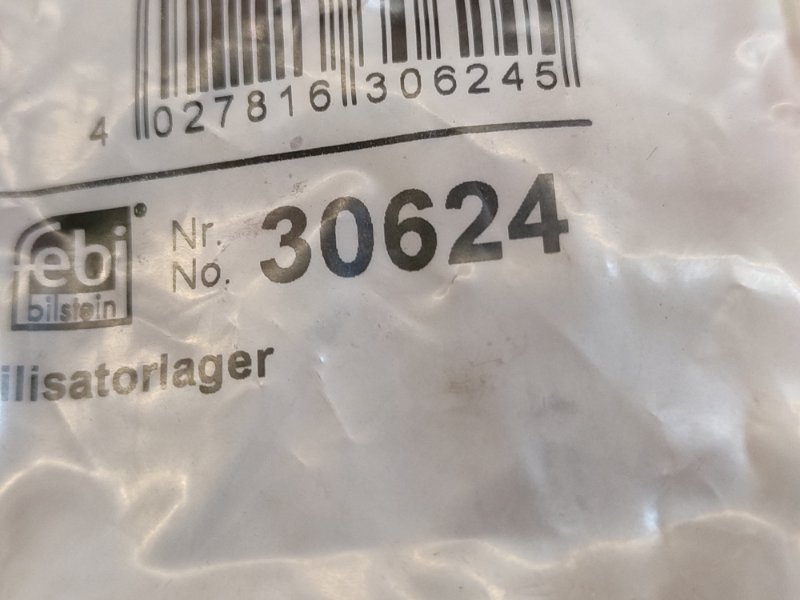 4 027816 306245
febi®
bilstein
Nr.
No. 30624
ilisatorlager